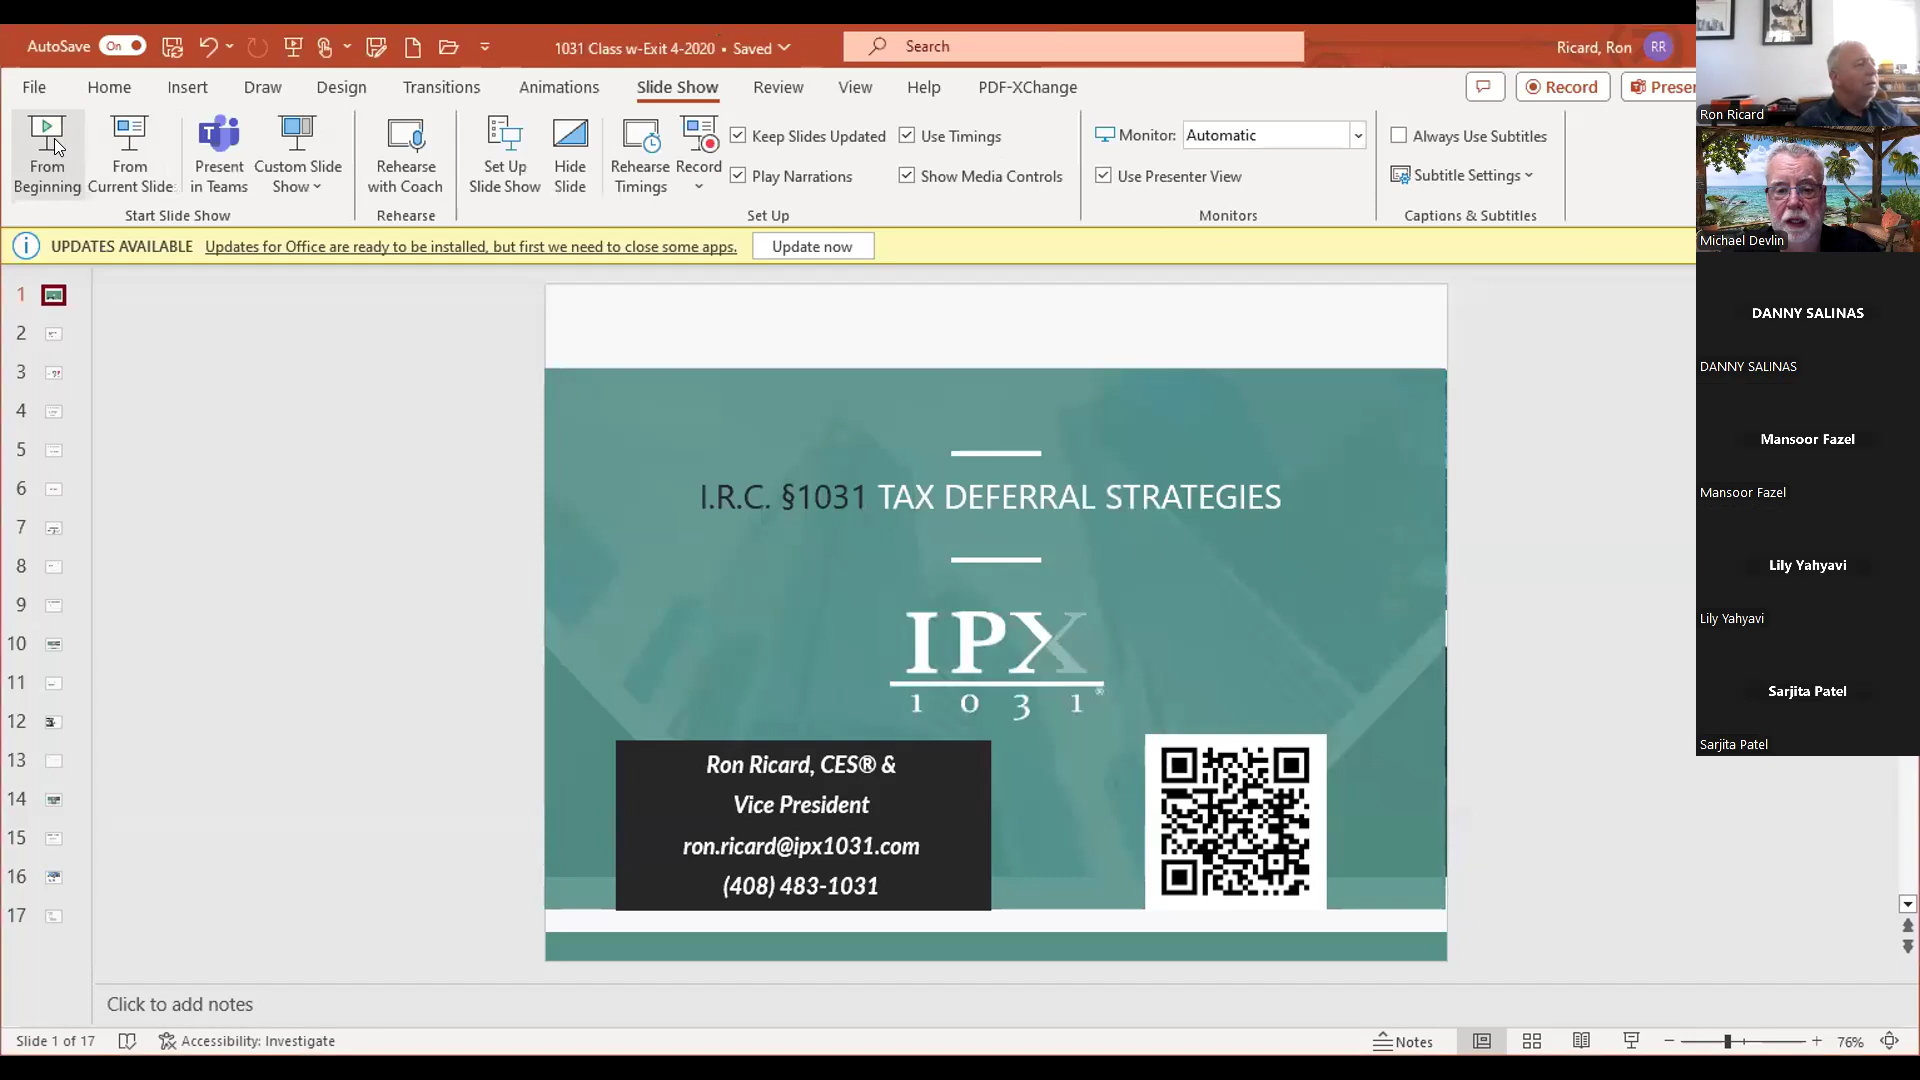 AutoSave On
1031 Class w-Exit 4-2020 • Saved
Search
Ricard, Ron RR
File Home Insert Draw Design Transitions Animations Slide Show Review View Help PDF-XChange
Record
Presen
From Beginning
From Current Slide
Present in Teams
Custom Slide Show
Rehearse with Coach
Set Up Slide Show
Hide Slide
Rehearse Timings
Record
Keep Slides Updated
Play Narrations
Use Timings
Show Media Controls
Monitor: Automatic
Use Presenter View
Always Use Subtitles
Subtitle Settings
Start Slide Show
Rehearse
Set Up
Monitors
Captions & Subtitles
UPDATES AVAILABLE Updates for Office are ready to be installed, but first we need to close some apps. Update now
1
2
3
4
5
6
7
8
9
10
11
12
13
14
15
16
17
I.R.C. §1031 TAX DEFERRAL STRATEGIES
IPX
1031®
Ron Ricard, CES® &
Vice President
ron.ricard@ipx1031.com
(408) 483-1031
Ron Ricard
Michael Devlin
DANNY SALINAS
DANNY SALINAS
Mansoor Fazel
Mansoor Fazel
Lily Yahyavi
Lily Yahyavi
Sarjita Patel
Sarjita Patel
Click to add notes
Slide 1 of 17
Accessibility: Investigate
Notes
76%